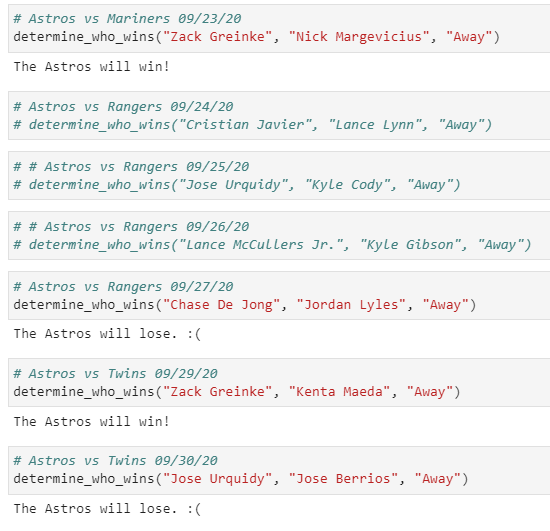 # Astros vs Mariners 09/23/20
determine_who_wins("Zack Greinke", "Nick Margevicius", "Away")
The Astros will win!
# Astros vs Rangers 09/24/20
# determine_who_wins("Cristian Javier", "Lance Lynn", "Away")
# # Astros vs Rangers 09/25/20
# determine_who_wins("Jose Urquidy", "Kyle Cody", "Away")
# # Astros vs Rangers 09/26/20
# determine_who_wins("Lance McCullers Jr.", "Kyle Gibson", "Away")
# Astros vs Rangers 09/27/20
determine_who_wins("Chase De Jong", "Jordan Lyles", "Away")
The Astros will lose. :(
# Astros vs Twins 09/29/20
determine_who_wins("Zack Greinke", "Kenta Maeda", "Away")
The Astros will win!
# Astros vs Twins 09/30/20
determine_who_wins("Jose Urquidy", "Jose Berrios", "Away")
The Astros will lose. :(